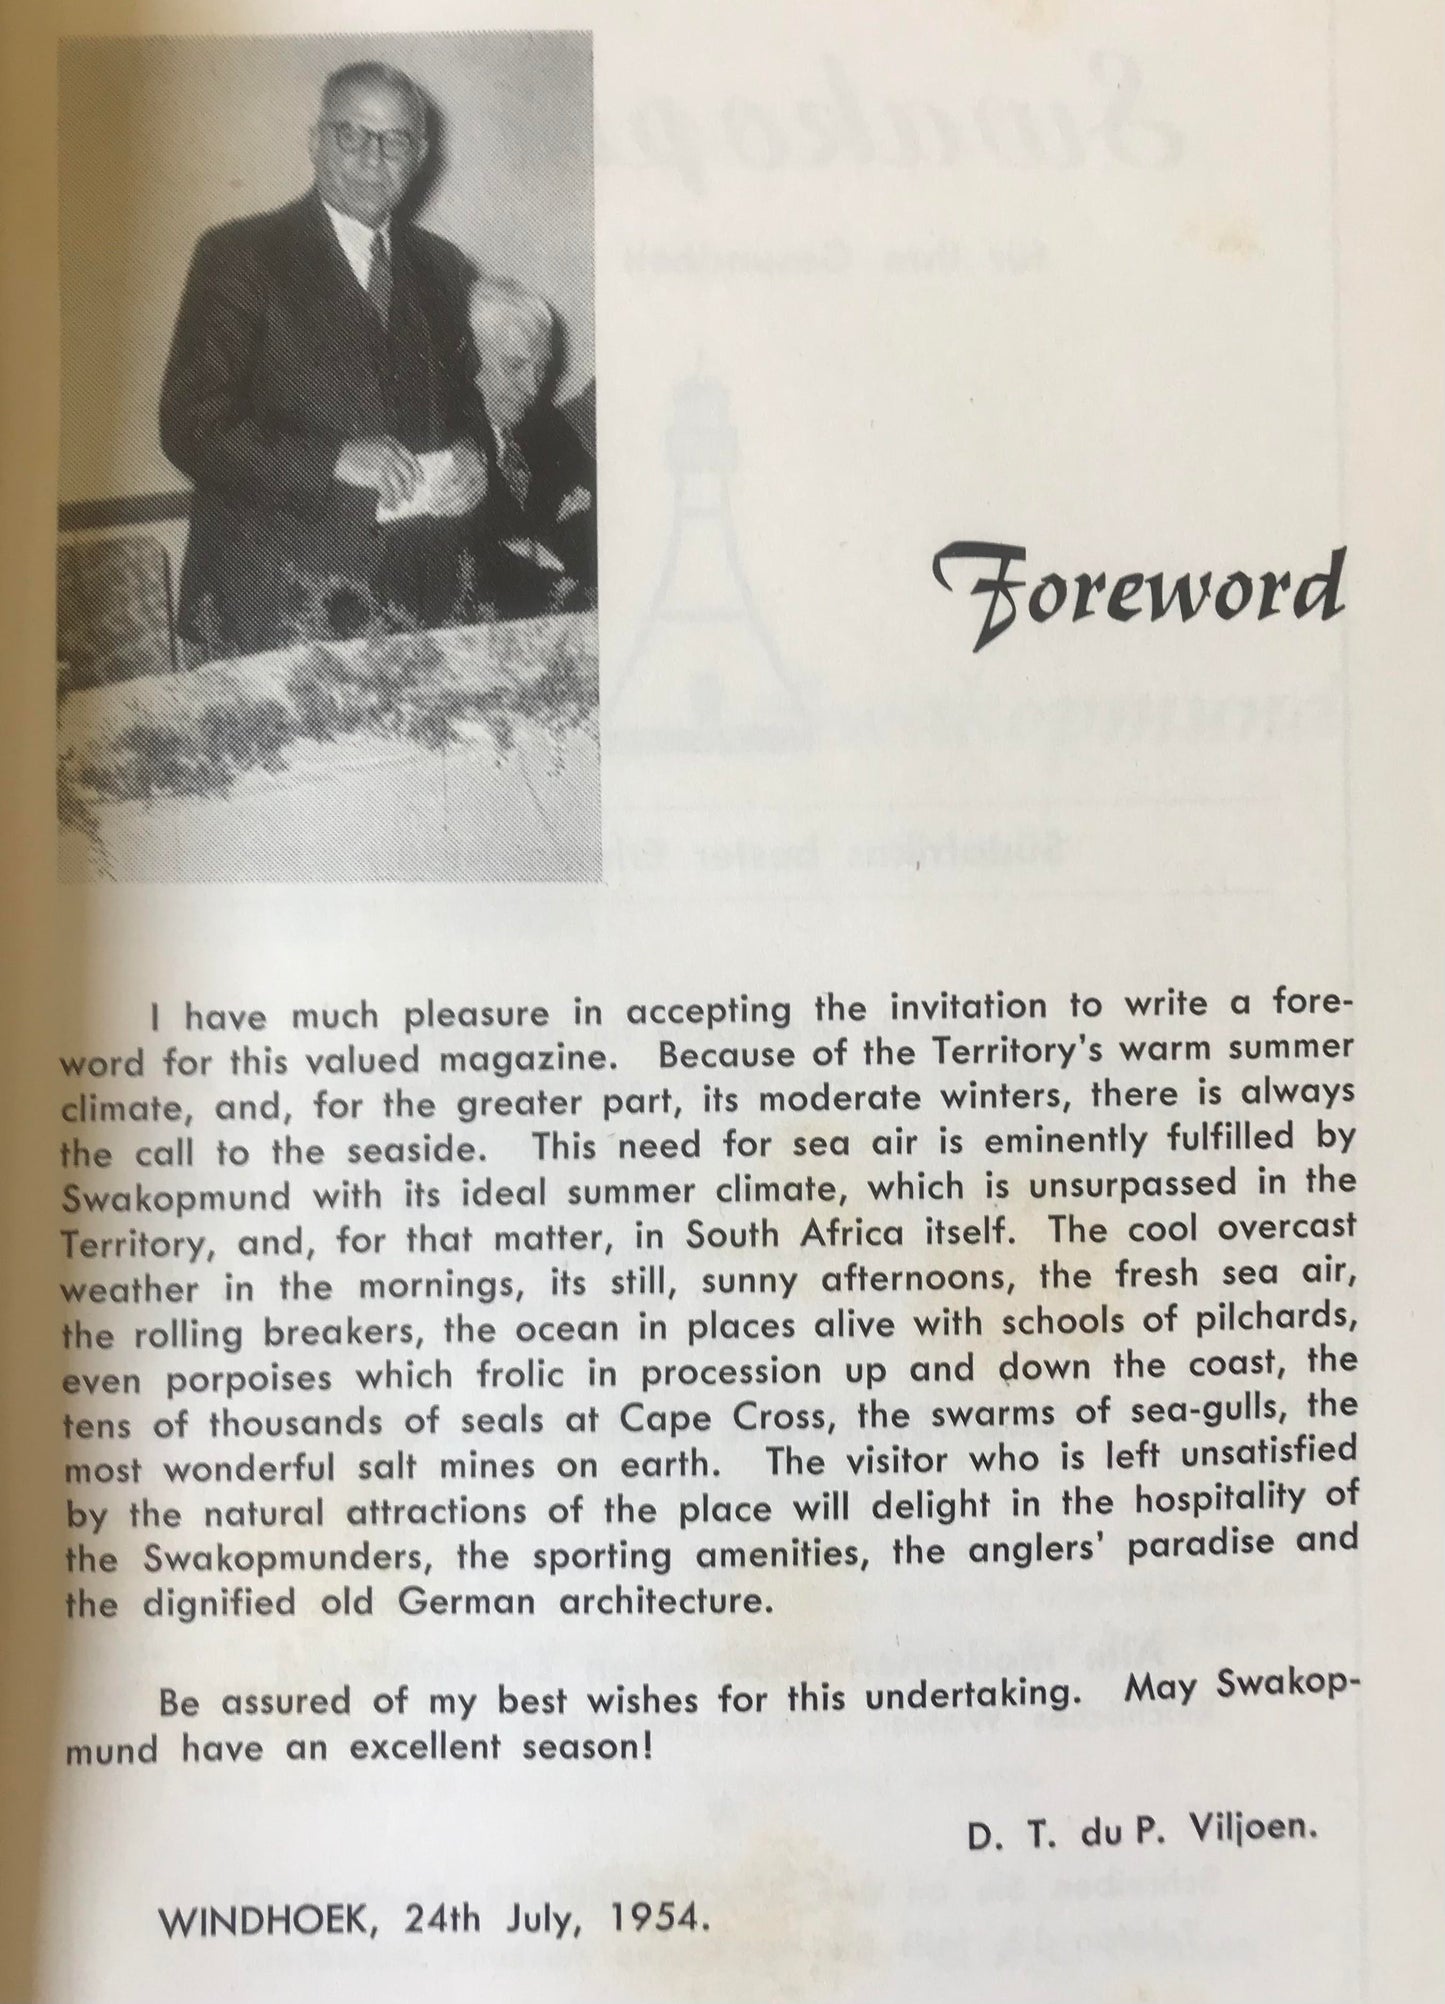 Foreword
I have much pleasure in accepting the invitation to write a fore-
word for this valued magazine. Because of the Territory's warm summer
climate, and, for the greater part, its moderate winters, there is always
the call to the seaside. This need for sea air is eminently fulfilled by
Swakopmund with its ideal summer climate, which is unsurpassed in the
Territory, and, for that matter, in South Africa itself. The cool overcast
weather in the mornings, its still, sunny afternoons, the fresh sea air,
the rolling breakers, the ocean in places alive with schools of pilchards,
even porpoises which frolic in procession up and down the coast, the
tens of thousands of seals at Cape Cross, the swarms of sea-gulls, the
most wonderful salt mines on earth. The visitor who is left unsatisfied
by the natural attractions of the place will delight in the hospitality of
the Swakopmunders, the sporting amenities, the anglers' paradise and
the dignified old German architecture.
Be assured of my best wishes for this undertaking. May Swakop-
mund have an excellent season!
D. T. du P. Viljoen.
WINDHOEK, 24th July, 1954.